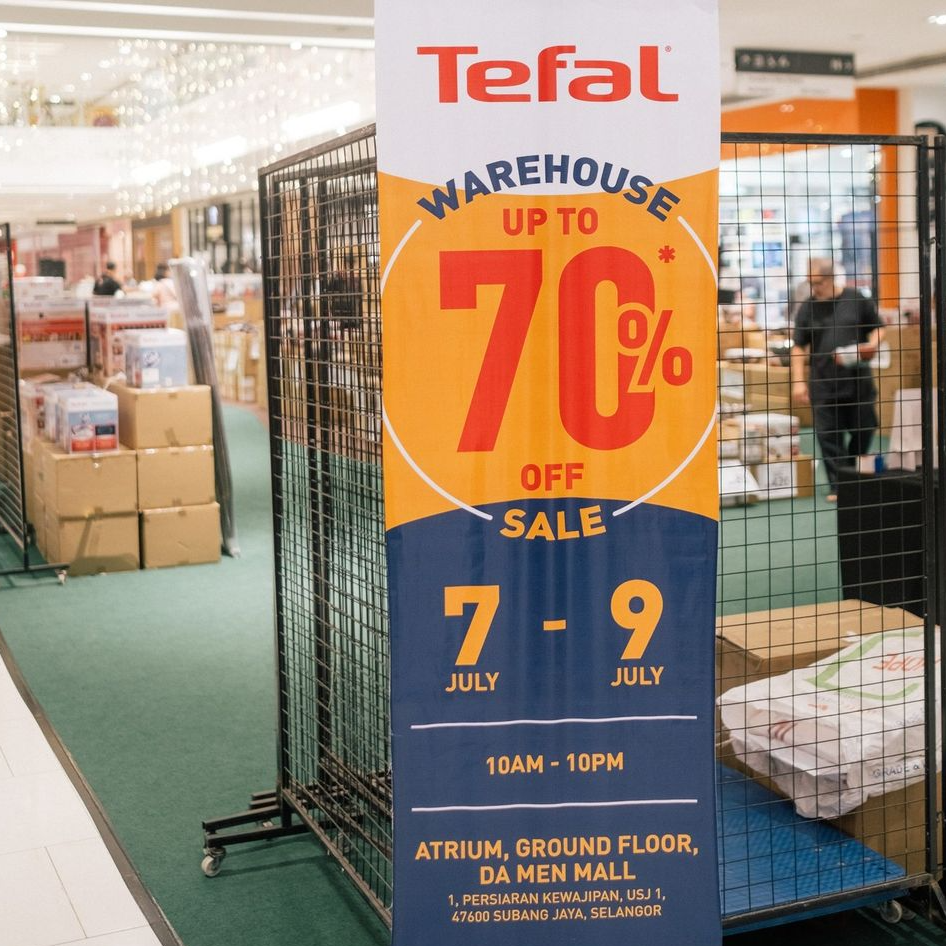 Tefal
WAREHOUSE
UP TO
70%*
OFF
SALE
7 - 9
JULY JULY
10AM - 10PM
ATRIUM, GROUND FLOOR,
DA MEN MALL
1, PERSIARAN KEWAJIPAN, USJ 1,
47600 SUBANG JAYA, SELANGOR
GRADE